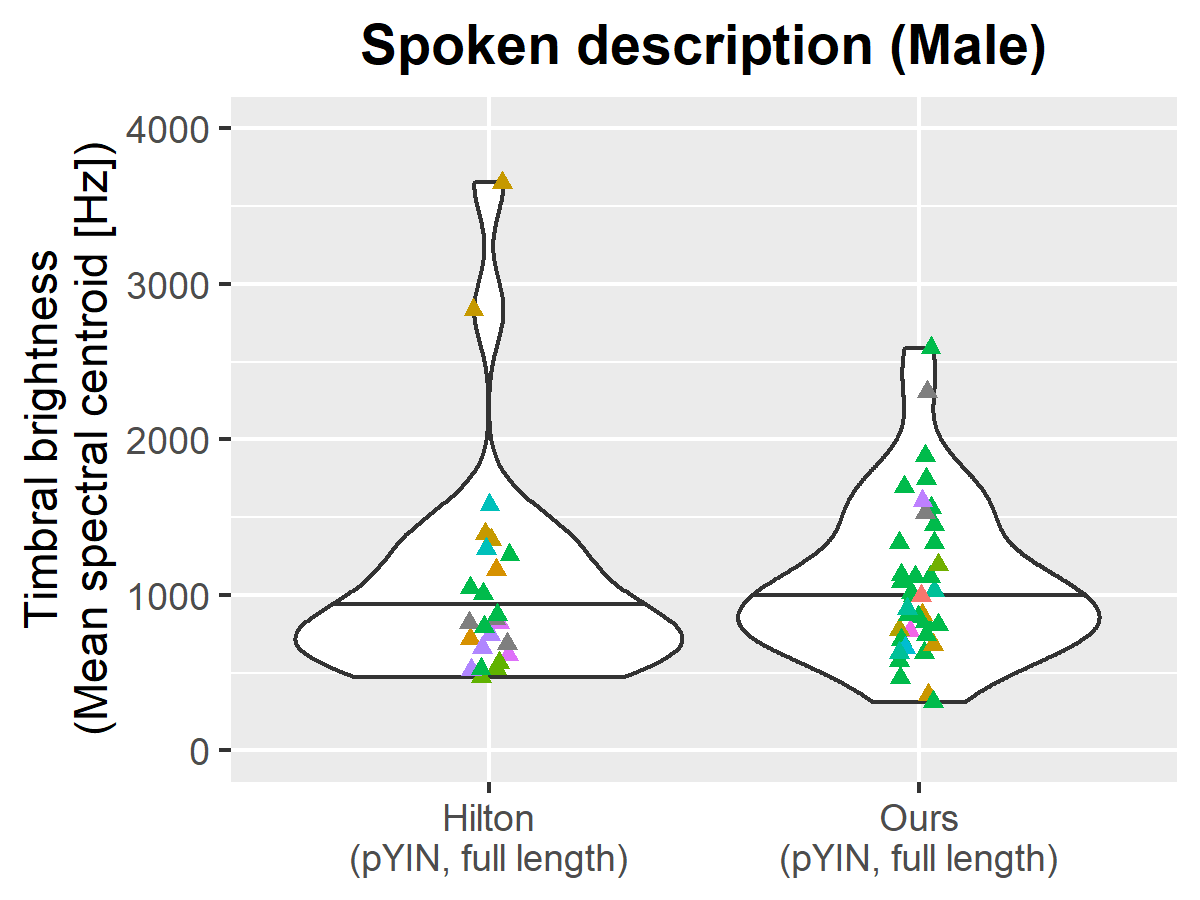 Spoken description (Male)
Timbral brightness
(Mean spectral centroid [Hz])
4000
3000
2000
1000
0
Hilton
(pYIN, full length)
Ours
(pYIN, full length)